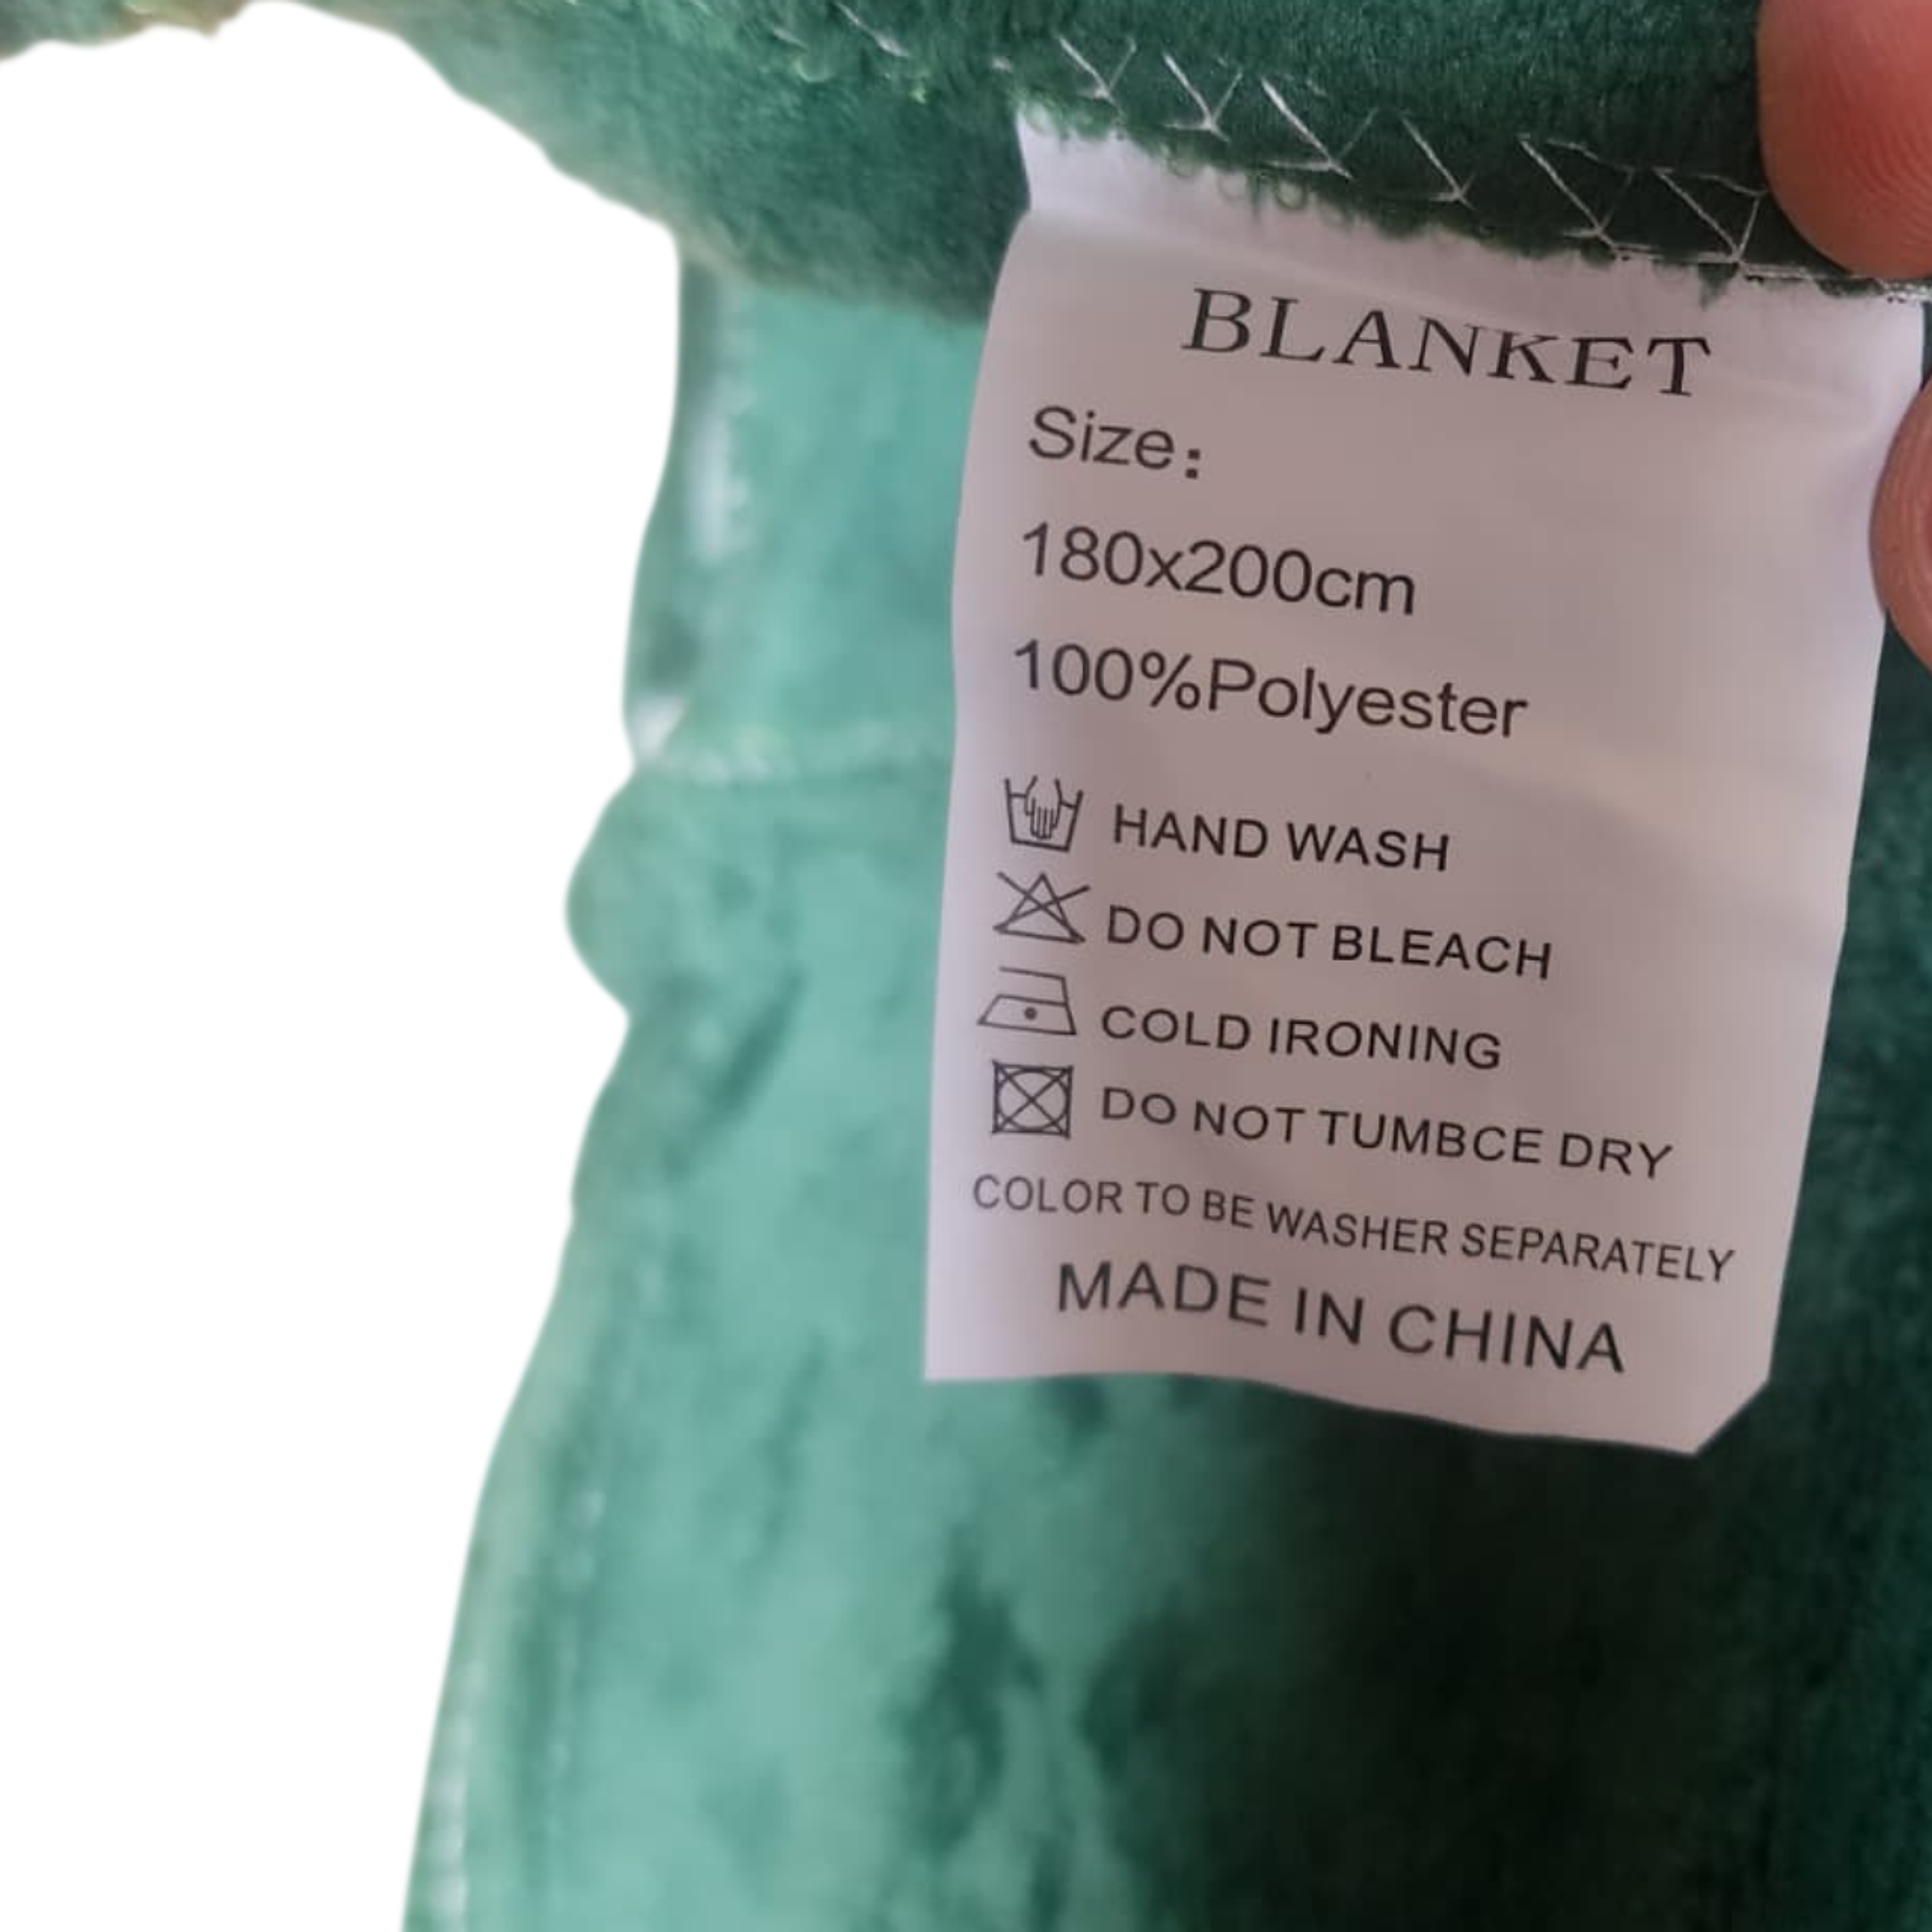 BLANKET
Size:
180x200cm
100%Polyester
HAND WASH
DO NOT BLEACH
COLD IRONING
DO NOT TUMBCE DRY
COLOR TO BE WASHER SEPARATELY
MADE IN CHINA